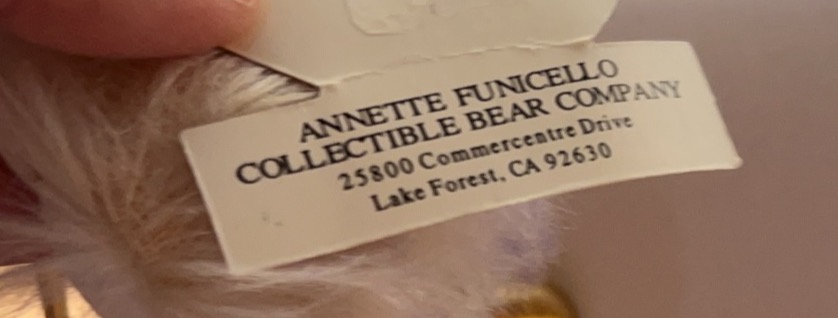 ANNETTE FUNICELLO
COLLECTIBLE BEAR COMPANY
25800 Commercentre Drive
Lake Forest, CA 92630